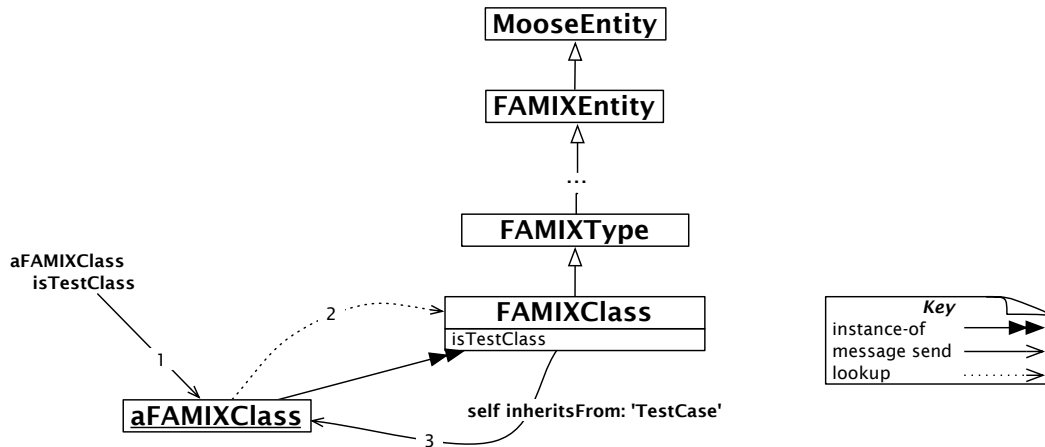 MooseEntity
FAMIXEntity
...
FAMIXType
aFAMIXClass
isTestClass
FAMIXClass
isTestClass
2
1
aFAMIXClass
self inheritsFrom: 'TestCase'
3
Key
instance-of
message send
lookup